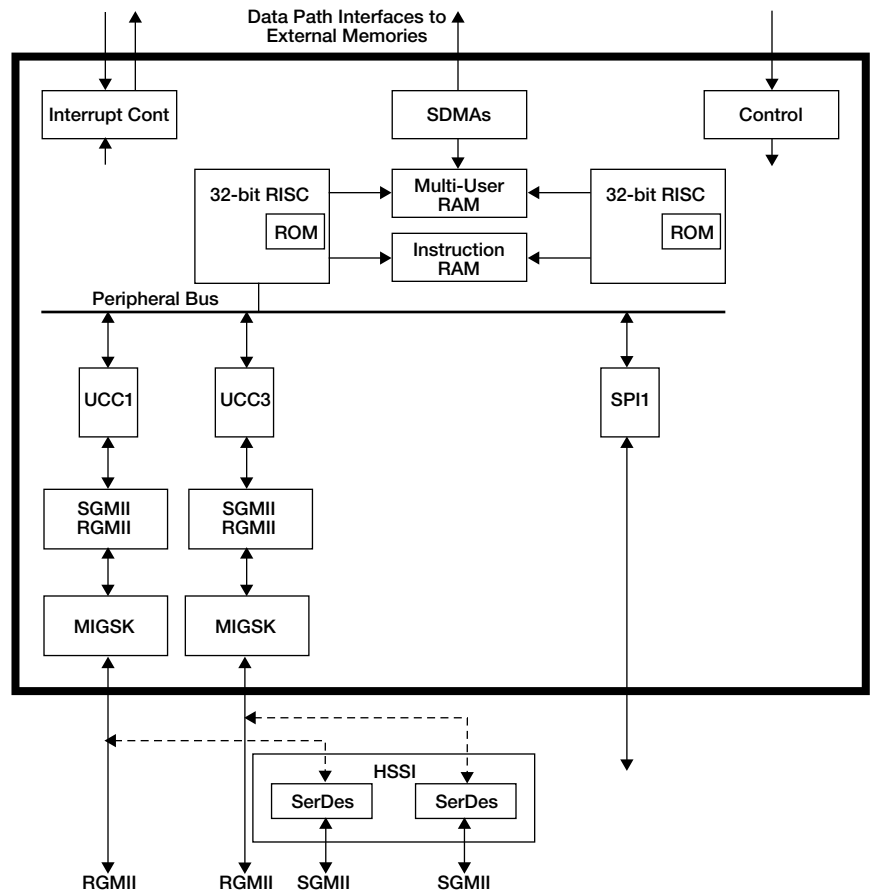 Data Path Interfaces to
External Memories
Interrupt Cont
SDMAs
Control
32-bit RISC
ROM
Multi-User
RAM
Instruction
RAM
32-bit RISC
ROM
Peripheral Bus
UCC1
UCC3
SPI1
SGMII
RGMII
SGMII
RGMII
MIGSK
MIGSK
HSSI
SerDes
SerDes
RGMII
RGMII
SGMII
SGMII